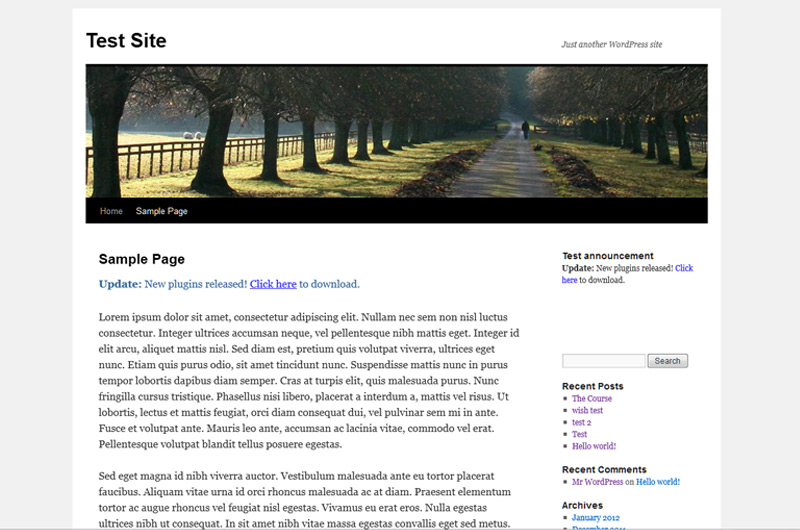 Test Site
Just another WordPress site
Home Sample Page
Sample Page
Update: New plugins released! Click here to download.
Lorem ipsum dolor sit amet, consectetur adipiscing elit. Nullam nec sem non nisl luctus
consectetur. Integer ultrices accumsan neque, vel pellentesque nibh mattis eget. Integer id
elit arcu, aliquet mattis nisl. Sed diam est, pretium quis volutpat viverra, ultrices eget
nunc. Etiam quis purus odio, sit amet tincidunt nunc. Suspendisse mattis nunc in purus
tempor lobortis dapibus diam semper. Cras at turpis elit, quis malesuada purus. Nunc
fringilla cursus tristique. Phasellus nisi libero, placerat a interdum a, mattis vel risus. Ut
lobortis, lectus et mattis feugiat, orci diam consequat dui, vel pulvinar sem mi in ante.
Fusce et volutpat ante. Mauris leo ante, accumsan ac lacinia vitae, commodo vel erat.
Pellentesque volutpat blandit tellus posuere egestas.
Sed eget magna id nibh viverra auctor. Vestibulum malesuada ante eu tortor placerat
faucibus. Aliquam vitae urna id orci rhoncus malesuada ac at diam. Praesent elementum
tortor ac augue rhoncus vel feugiat nisl egestas. Vivamus eu erat eros. Nulla egestas
ultrices nibh ut consequat. In sit amet nibh vitae massa egestas convallis eget sed metus.
Test announcement
Update: New plugins released! Click
here to download.
Search
Recent Posts
The Course
wish test
test 2
Test
Hello world!
Recent Comments
Mr WordPress on Hello world!
Archives
January 2012
December 2011